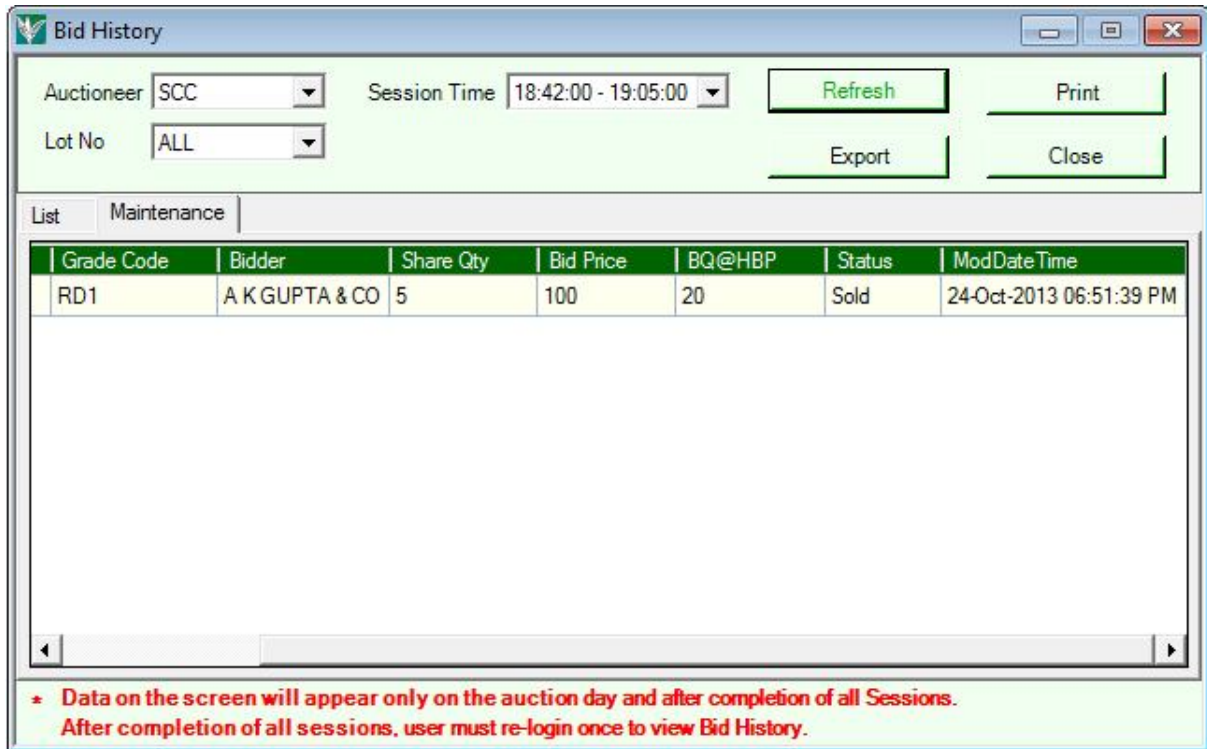 Bid History
Auctioneer SCC Session Time 18:42:00 - 19:05:00 Refresh Print
Lot No ALL Export Close
List Maintenance
Grade Code Bidder Share Qty Bid Price BQ@HBP Status ModDateTime
RD1 A K GUPTA & CO 5 100 20 Sold 24-Oct-2013 06:51:39 PM
* Data on the screen will appear only on the auction day and after completion of all Sessions.
After completion of all sessions, user must re-login once to view Bid History.